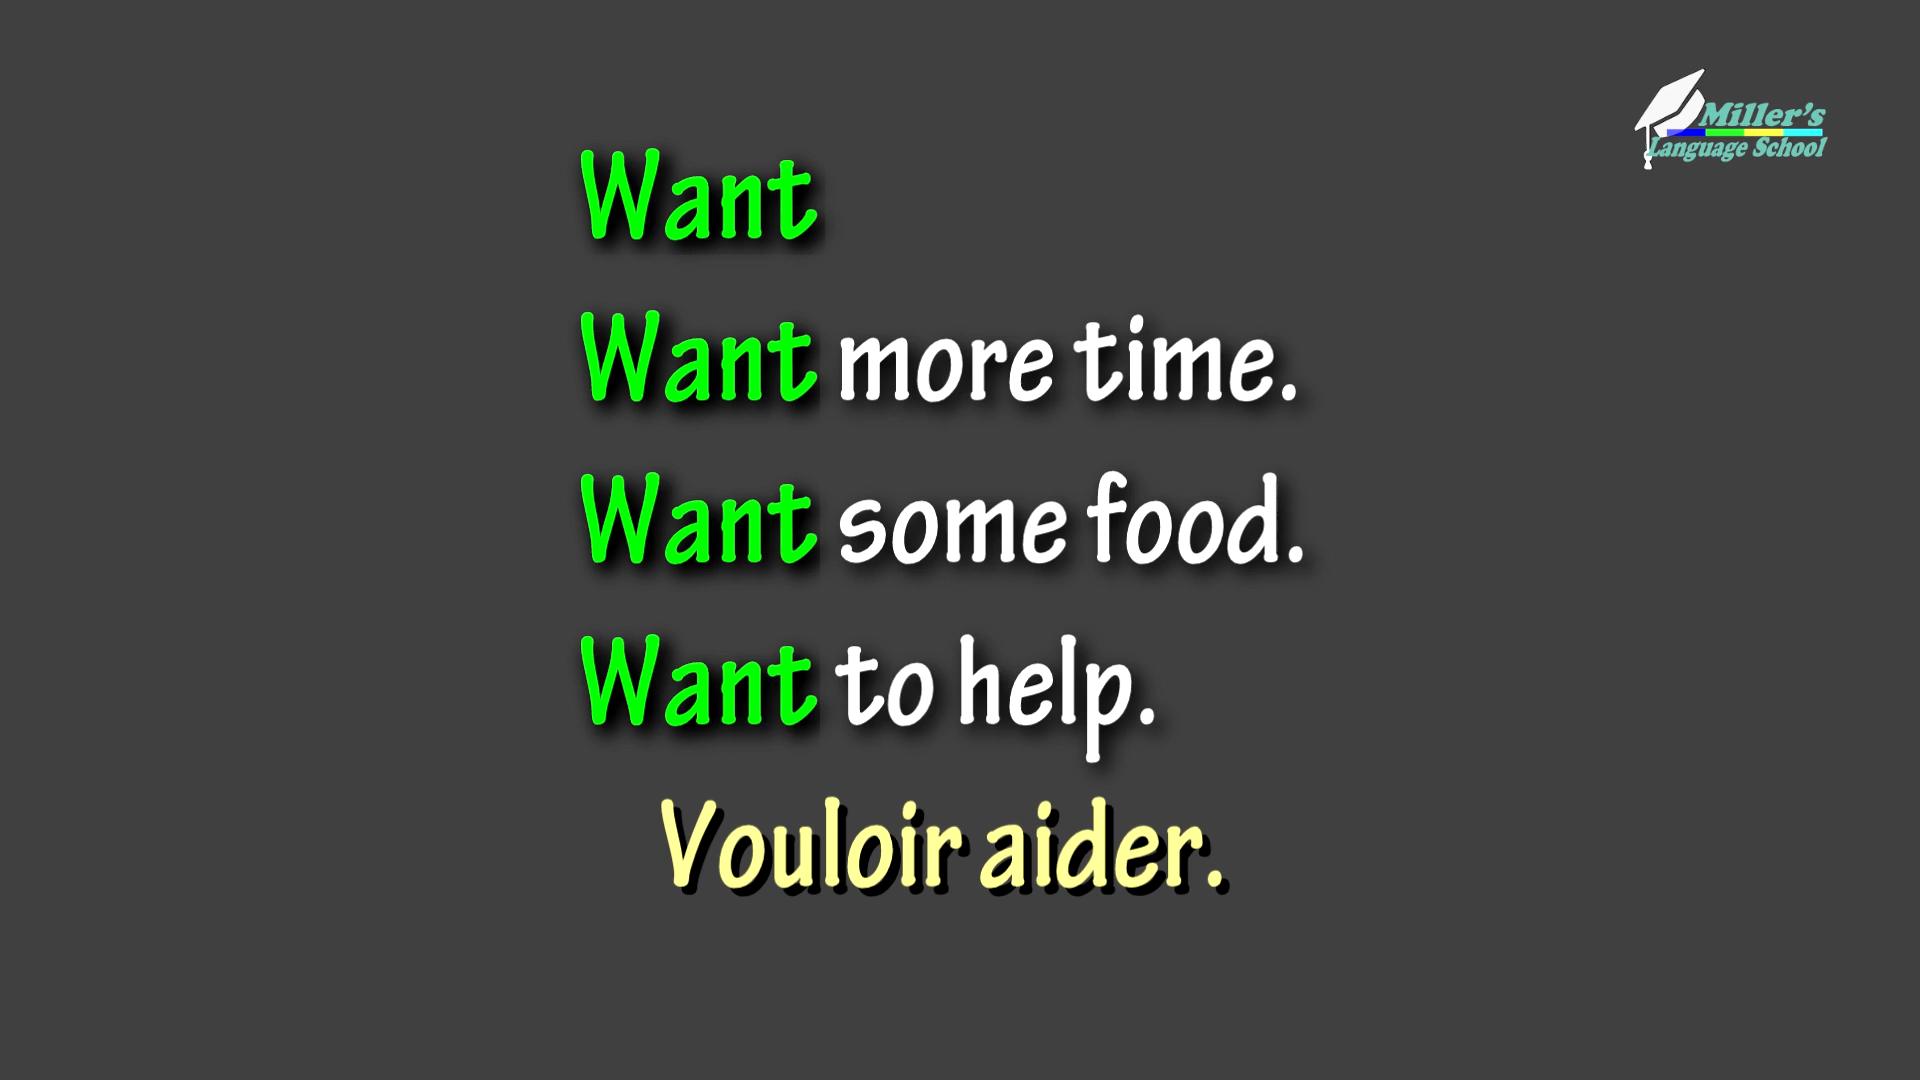 Miller's
Language School
Want
Want more time.
Want some food.
Want to help.
Vouloir aider.